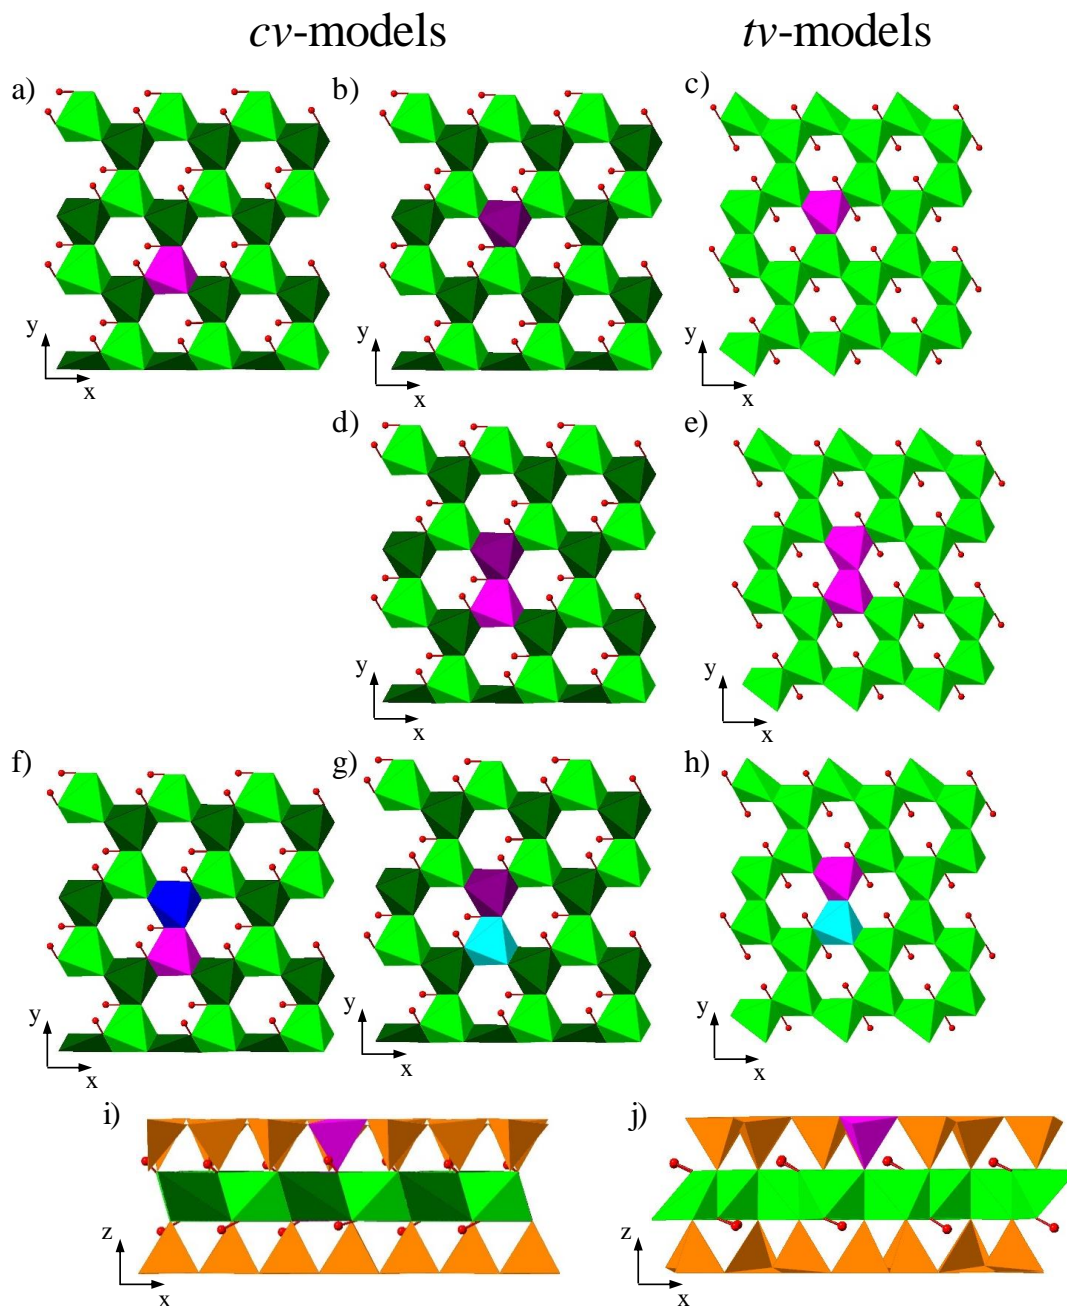 cv-models tv-models
a) b) c)
y y y
x x x
d) e)
y y
x x
f) g) h)
y y y
x x x
i) j)
z z
x x